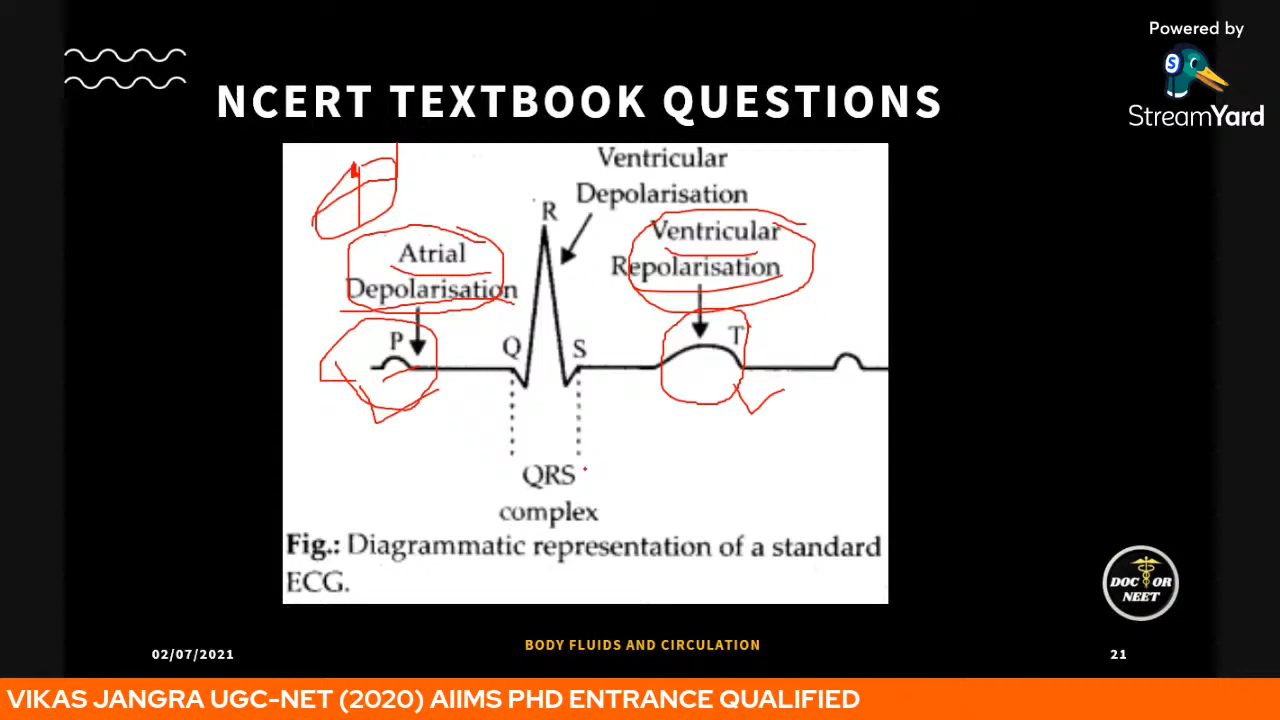 Powered by
StreamYard
NCERT TEXTBOOK QUESTIONS
Ventricular
Depolarisation
R
Atrial
Depolarisation
Ventricular
Repolarisation
P
Q
S
T
QRS
complex
Fig.: Diagrammatic representation of a standard
ECG.
DOCTOR
NEET
02/07/2021
BODY FLUIDS AND CIRCULATION
21
VIKAS JANGRA UGC-NET (2020) AIIMS PHD ENTRANCE QUALIFIED